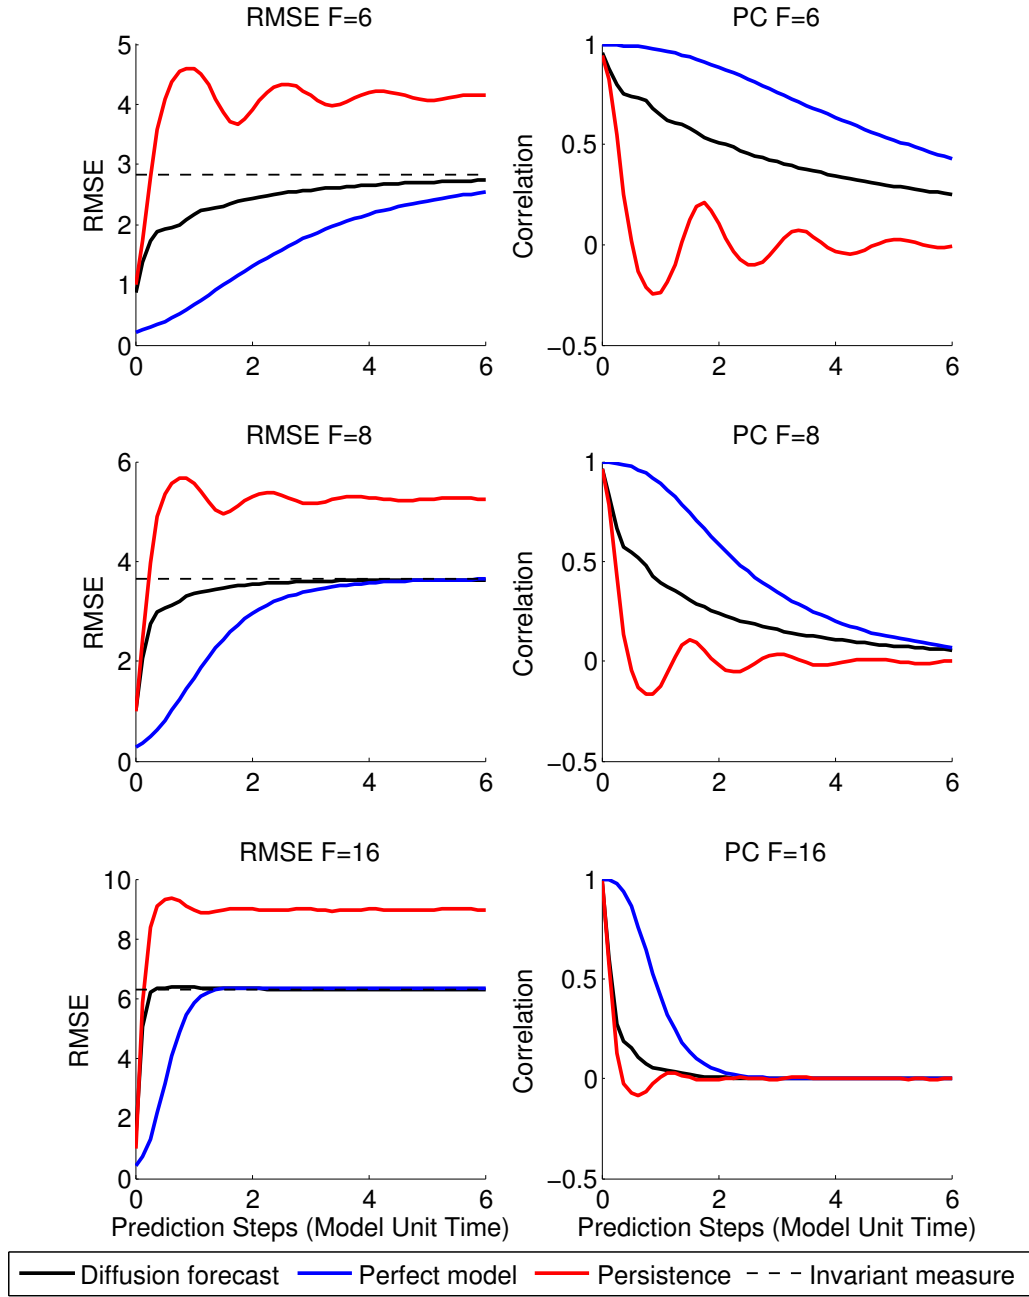 RMSE F=6
PC F=6
5
4
3
2
1
0
RMSE
0 2 4 6
1
0.5
0
−0.5
Correlation
0 2 4 6
RMSE F=8
PC F=8
6
4
2
0
RMSE
0 2 4 6
1
0.5
0
−0.5
Correlation
0 2 4 6
RMSE F=16
PC F=16
10
8
6
4
2
0
RMSE
0 2 4 6
Prediction Steps (Model Unit Time)
1
0.5
0
−0.5
Correlation
0 2 4 6
Prediction Steps (Model Unit Time)
Diffusion forecast Perfect model Persistence Invariant measure